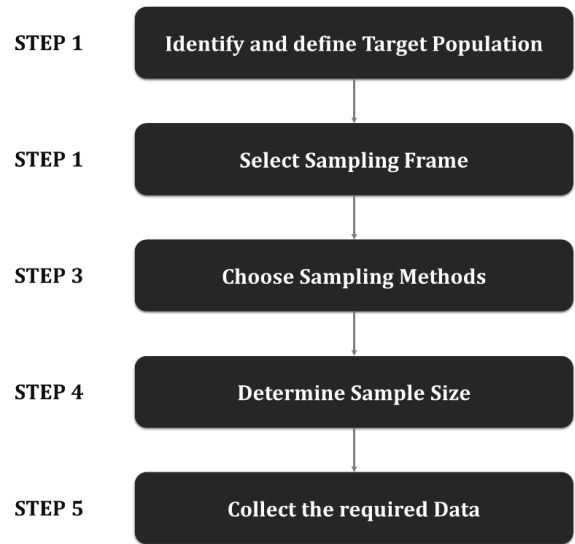 STEP 1 Identify and define Target Population
STEP 1 Select Sampling Frame
STEP 3 Choose Sampling Methods
STEP 4 Determine Sample Size
STEP 5 Collect the required Data